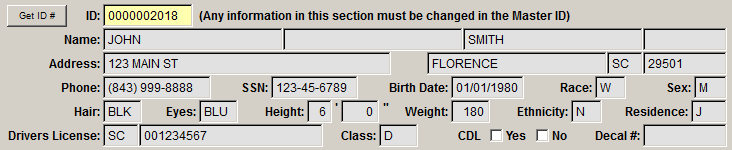 Get ID # ID: 0000002018 (Any information in this section must be changed in the Master ID)
Name: JOHN SMITH
Address: 123 MAIN ST FLORENCE SC 29501
Phone: (843) 999-8888 SSN: 123-45-6789 Birth Date: 01/01/1980 Race: W Sex: M
Hair: BLK Eyes: BLU Height: 6 ' 0 " Weight: 180 Ethnicity: N Residence: J
Drivers License: SC 001234567 Class: D CDL Yes No Decal #: